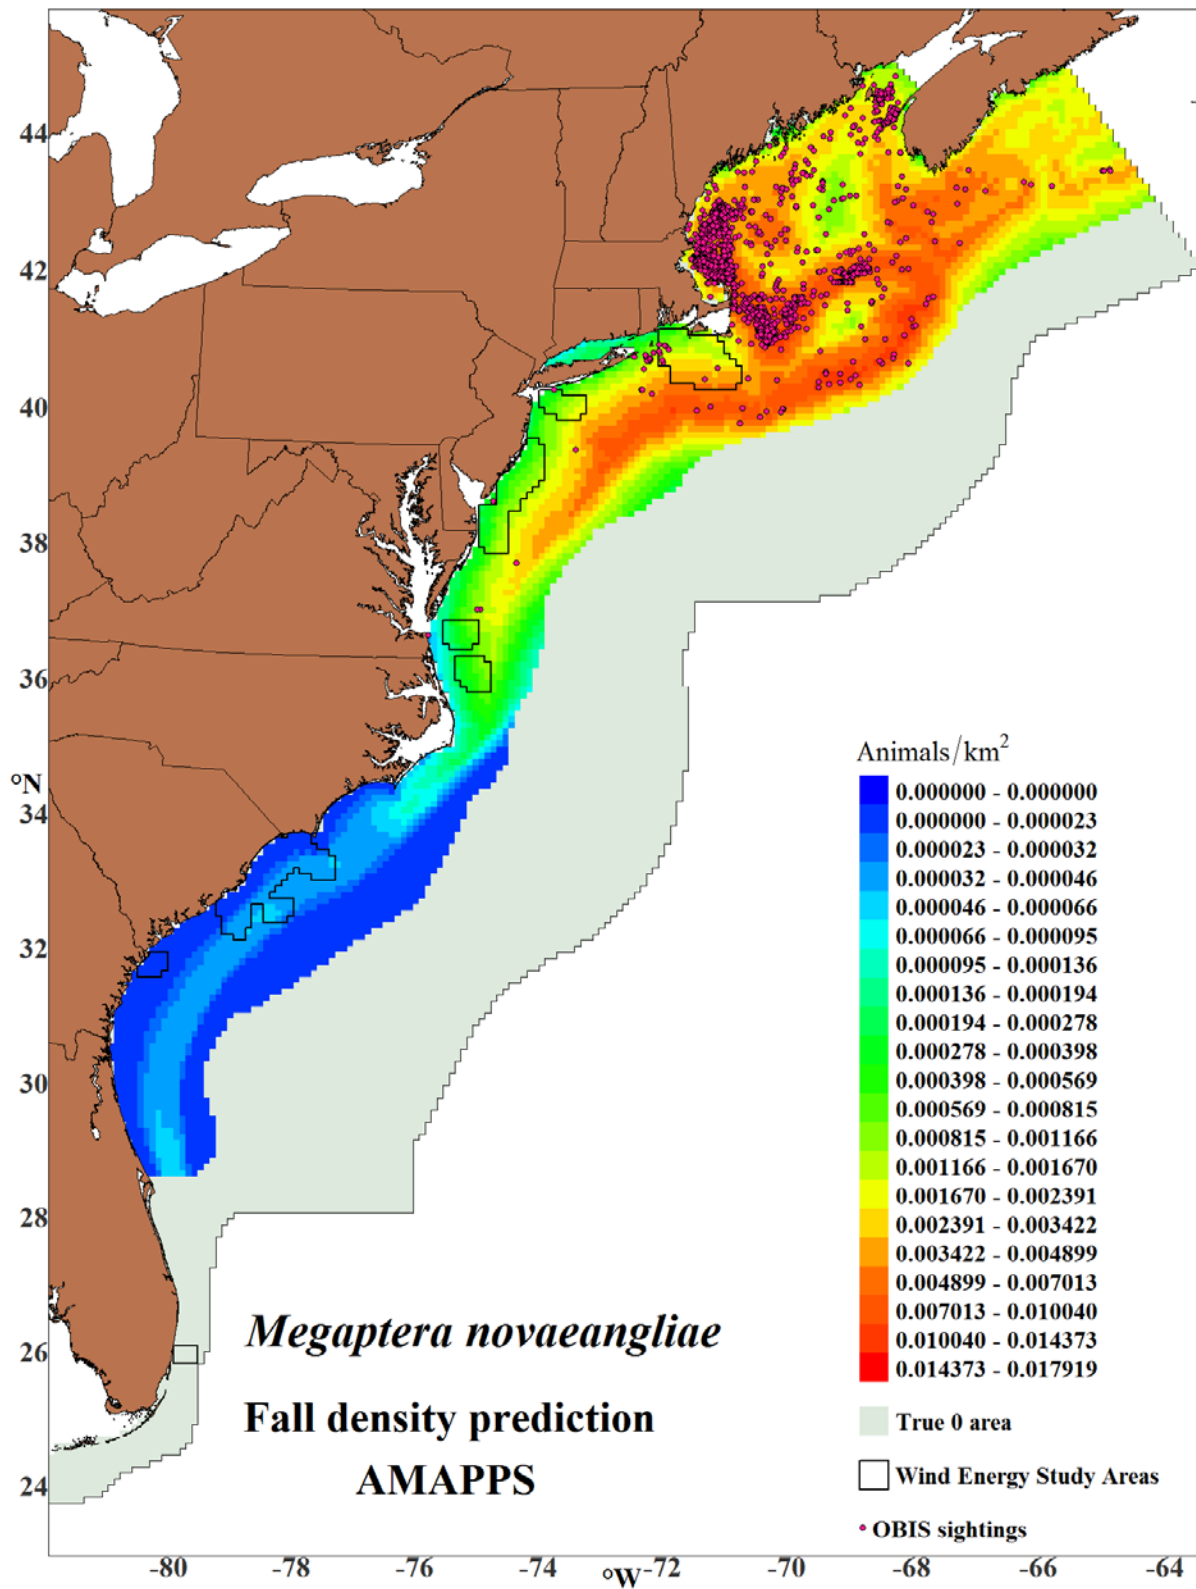 44
42
40
38
36
°N
34
32
30
28
26
24
Animals/km²
0.000000 - 0.000000
0.000000 - 0.000023
0.000023 - 0.000032
0.000032 - 0.000046
0.000046 - 0.000066
0.000066 - 0.000095
0.000095 - 0.000136
0.000136 - 0.000194
0.000194 - 0.000278
0.000278 - 0.000398
0.000398 - 0.000569
0.000569 - 0.000815
0.000815 - 0.001166
0.001166 - 0.001670
0.001670 - 0.002391
0.002391 - 0.003422
0.003422 - 0.004899
0.004899 - 0.007013
0.007013 - 0.010040
0.010040 - 0.014373
0.014373 - 0.017919
True 0 area
Wind Energy Study Areas
OBIS sightings
Megaptera novaeangliae
Fall density prediction
AMAPPS
-80 -78 -76 -74 °W -72 -70 -68 -66 -64